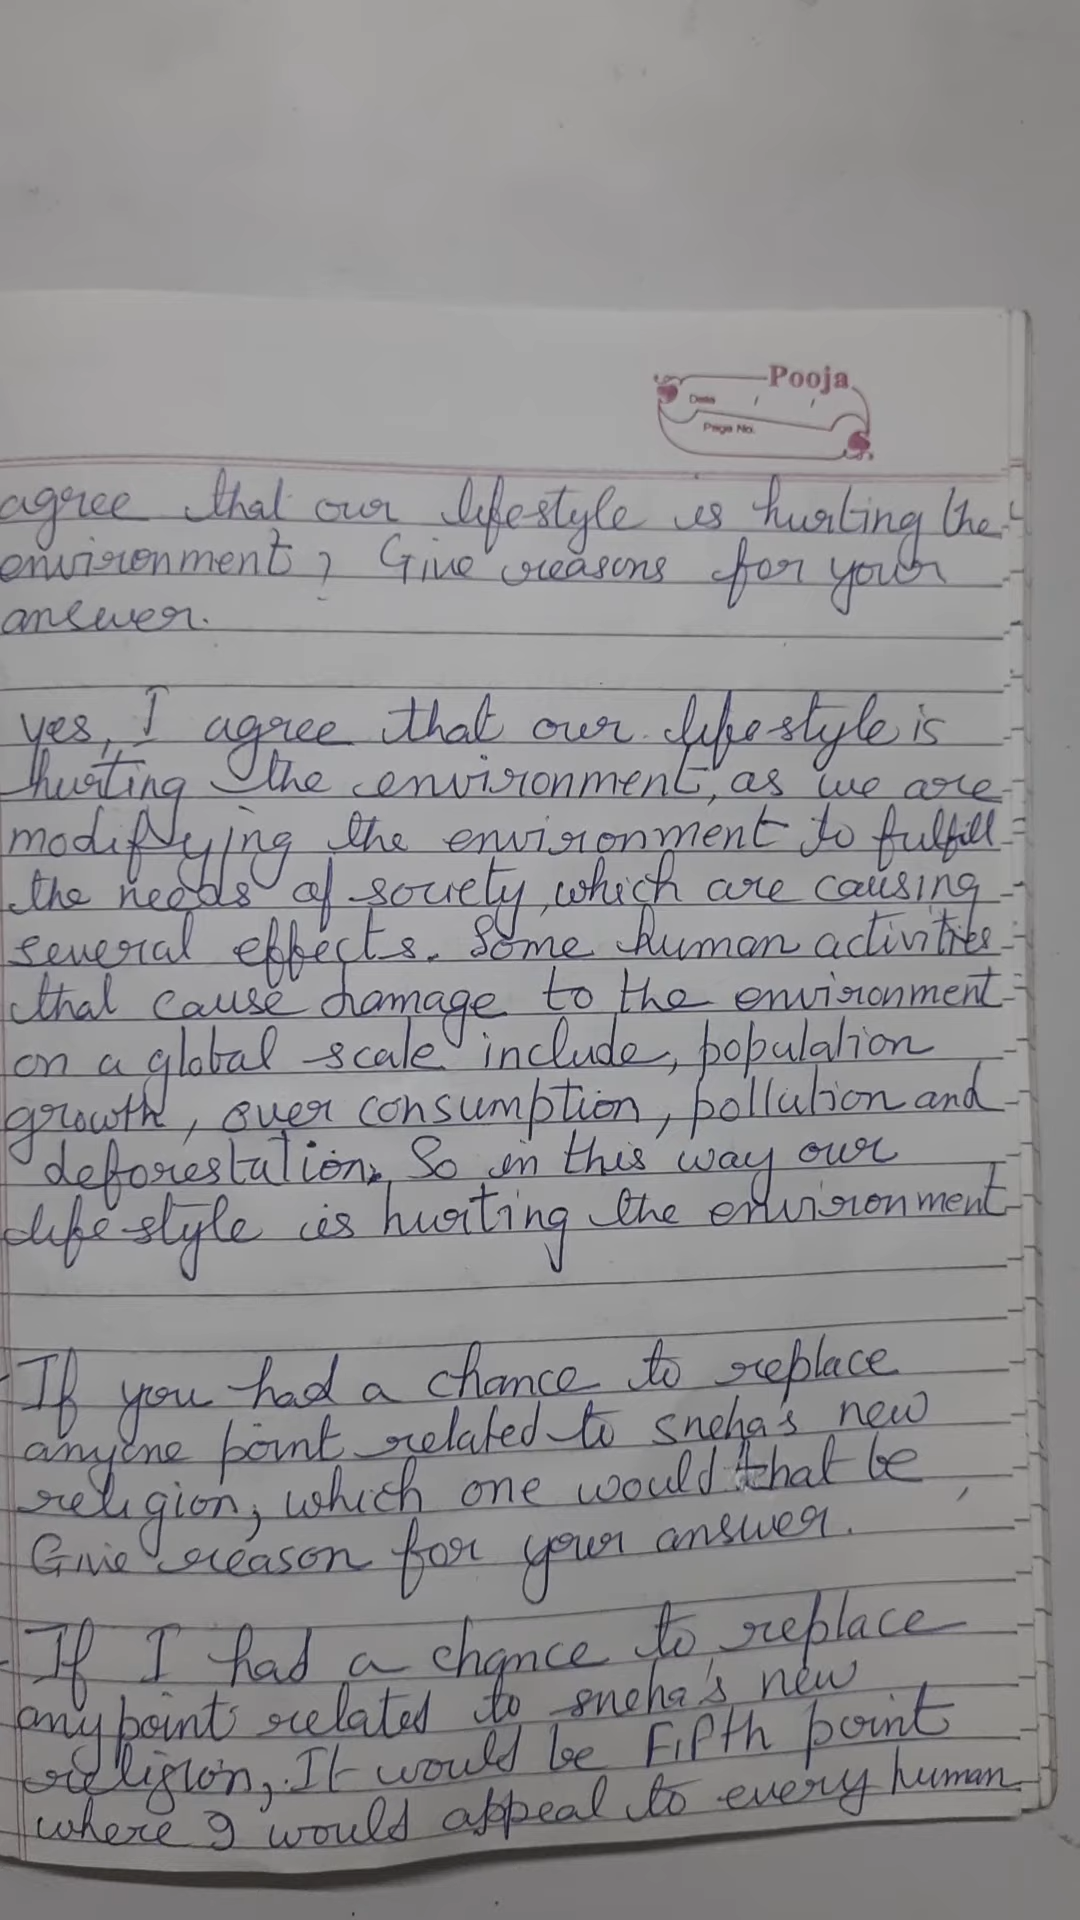 Pooja
Date / /
Page No.
agree that our lifestyle is hurting the
environment? Give reasons for your
answer.
yes, I agree that our lifestyle is
hurting the environment, as we are
modifying the environment to fulfill
the needs of society, which are causing
several effects. Some human activities
that cause damage to the environment
on a global scale include, population
growth, over consumption, pollution and
deforestation. So in this way our
lifestyle is hurting the environment
If you had a chance to replace
anyone point related to sneha's new
religion, which one would that be,
Give reason for your answer.
If I had a chance to replace
any point related to sneha's new
religion, It would be Fifth point
where I would appeal to every human